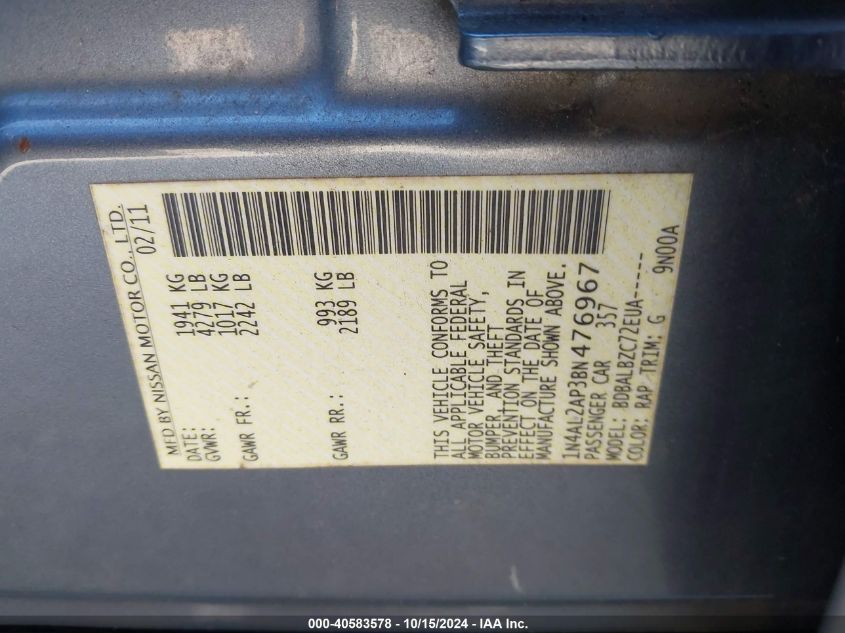 MFD BY NISSAN MOTOR CO., LTD.
DATE: 02/11
GVWR: 1941 KG
4279 LB
GAWR FR.: 1017 KG
2242 LB
GAWR RR.: 993 KG
2189 LB
THIS VEHICLE CONFORMS TO
ALL APPLICABLE FEDERAL
MOTOR VEHICLE SAFETY,
BUMPER, AND THEFT
PREVENTION STANDARDS IN
EFFECT ON THE DATE OF
MANUFACTURE SHOWN ABOVE.
1N4AL2AP3BN476967
PASSENGER CAR 357
MODEL: BDBALBZC72EUA-----
COLOR: RAP TRIM: G 9N00A
000-40583578 - 10/15/2024 - IAA Inc.